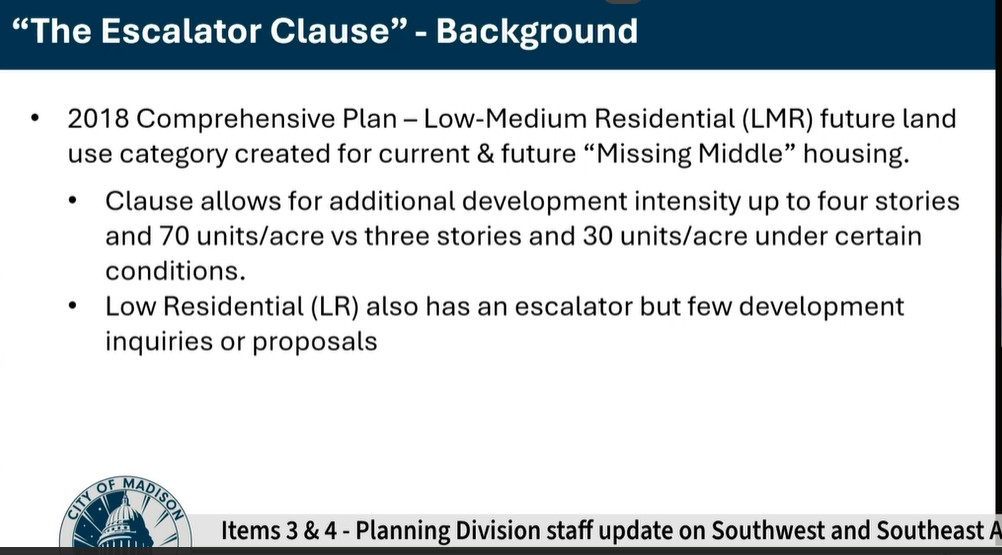 “The Escalator Clause” - Background
• 2018 Comprehensive Plan – Low-Medium Residential (LMR) future land
use category created for current & future “Missing Middle” housing.
• Clause allows for additional development intensity up to four stories
and 70 units/acre vs three stories and 30 units/acre under certain
conditions.
• Low Residential (LR) also has an escalator but few development
inquiries or proposals
CITY OF MADISON
Items 3 & 4 - Planning Division staff update on Southwest and Southeast A